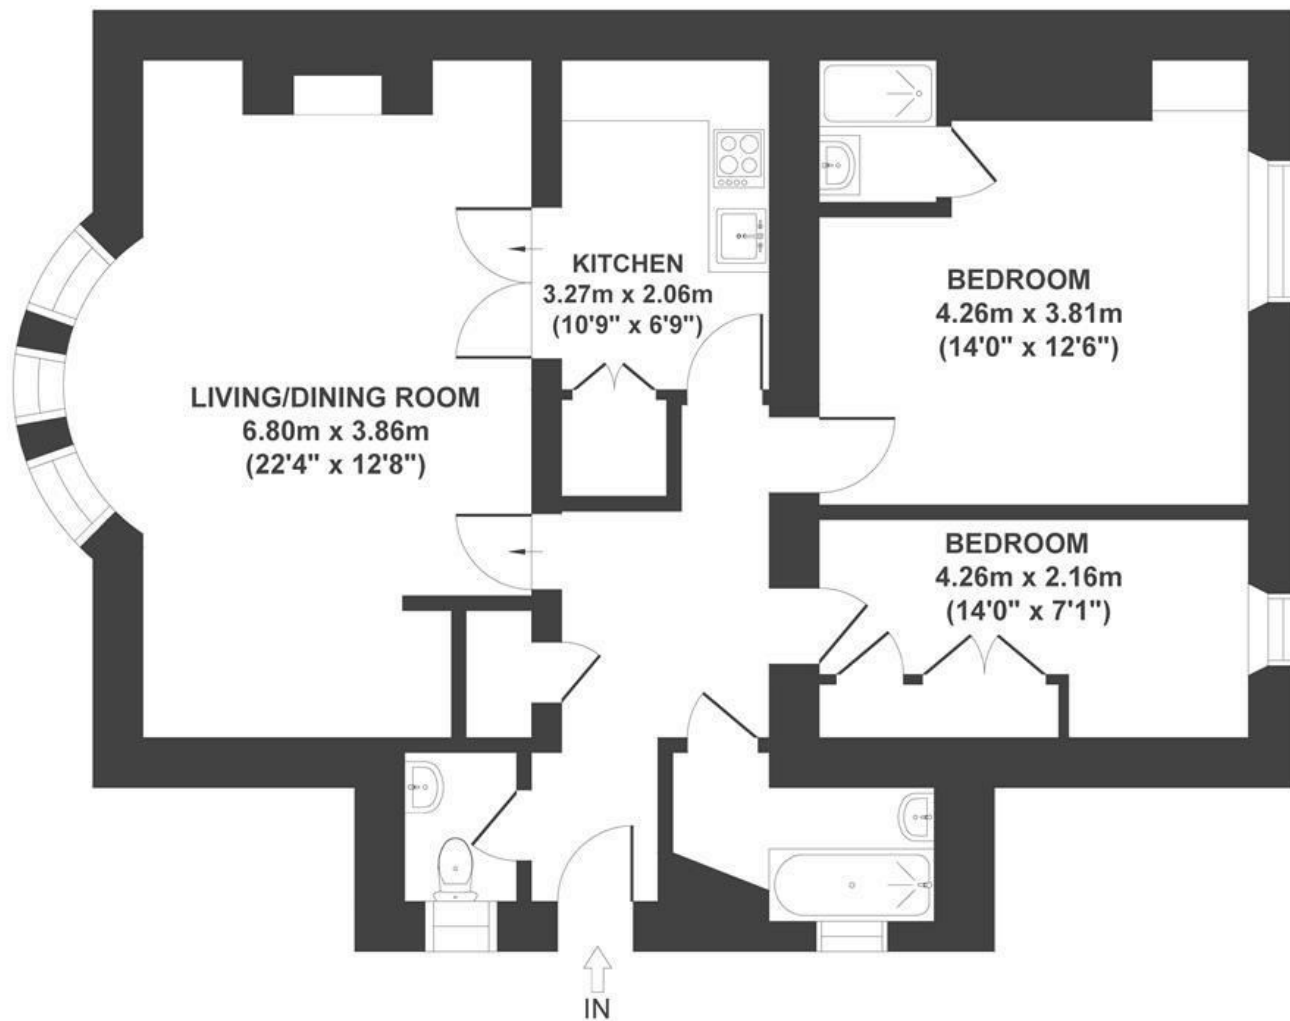 KITCHEN
3.27m x 2.06m
(10'9" x 6'9")
BEDROOM
4.26m x 3.81m
(14'0" x 12'6")
LIVING/DINING ROOM
6.80m x 3.86m
(22'4" x 12'8")
BEDROOM
4.26m x 2.16m
(14'0" x 7'1")
IN